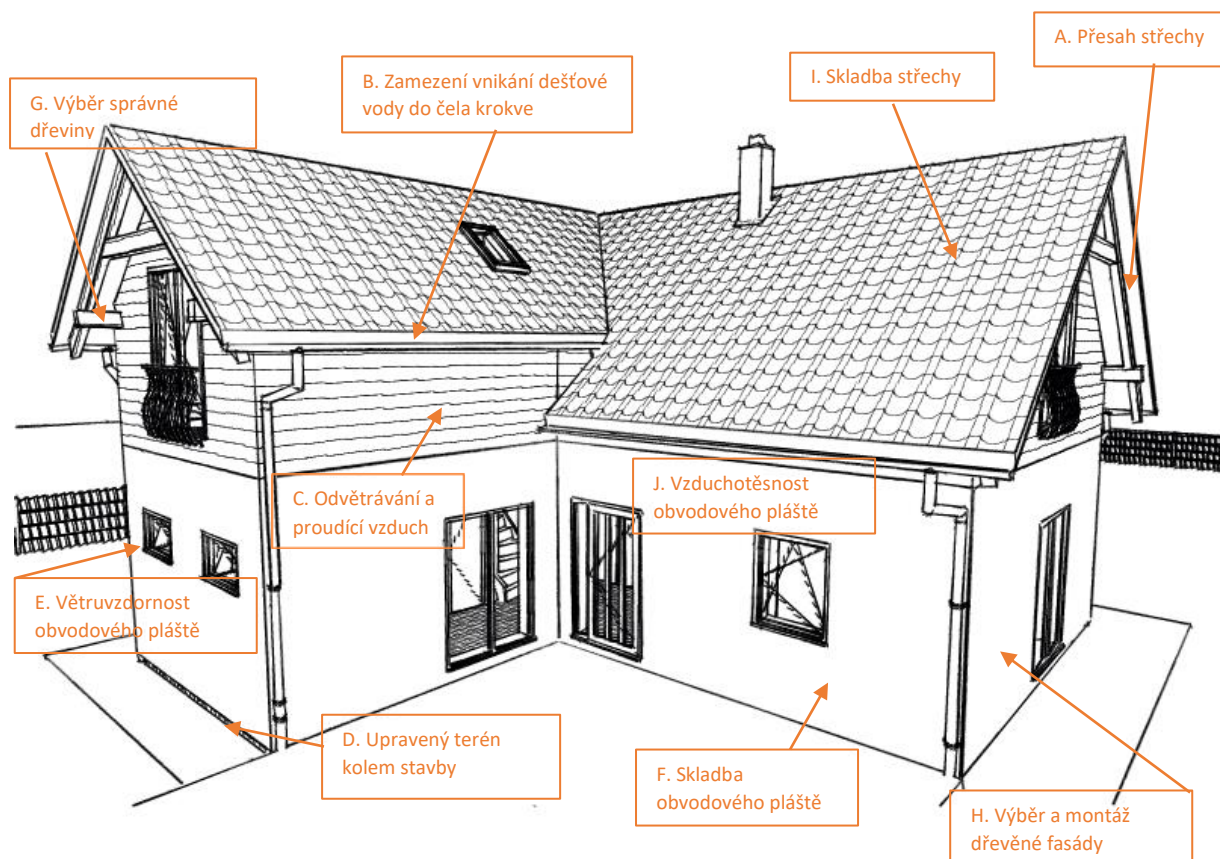 A. Přesah střechy
B. Zamezení vnikání dešťové
vody do čela krokve
I. Skladba střechy
G. Výběr správné
dřeviny
C. Odvětrávání a
proudící vzduch
J. Vzduchotěsnost
obvodového pláště
E. Větruvzdornost
obvodového pláště
D. Upravený terén
kolem stavby
F. Skladba
obvodového pláště
H. Výběr a montáž
dřevěné fasády